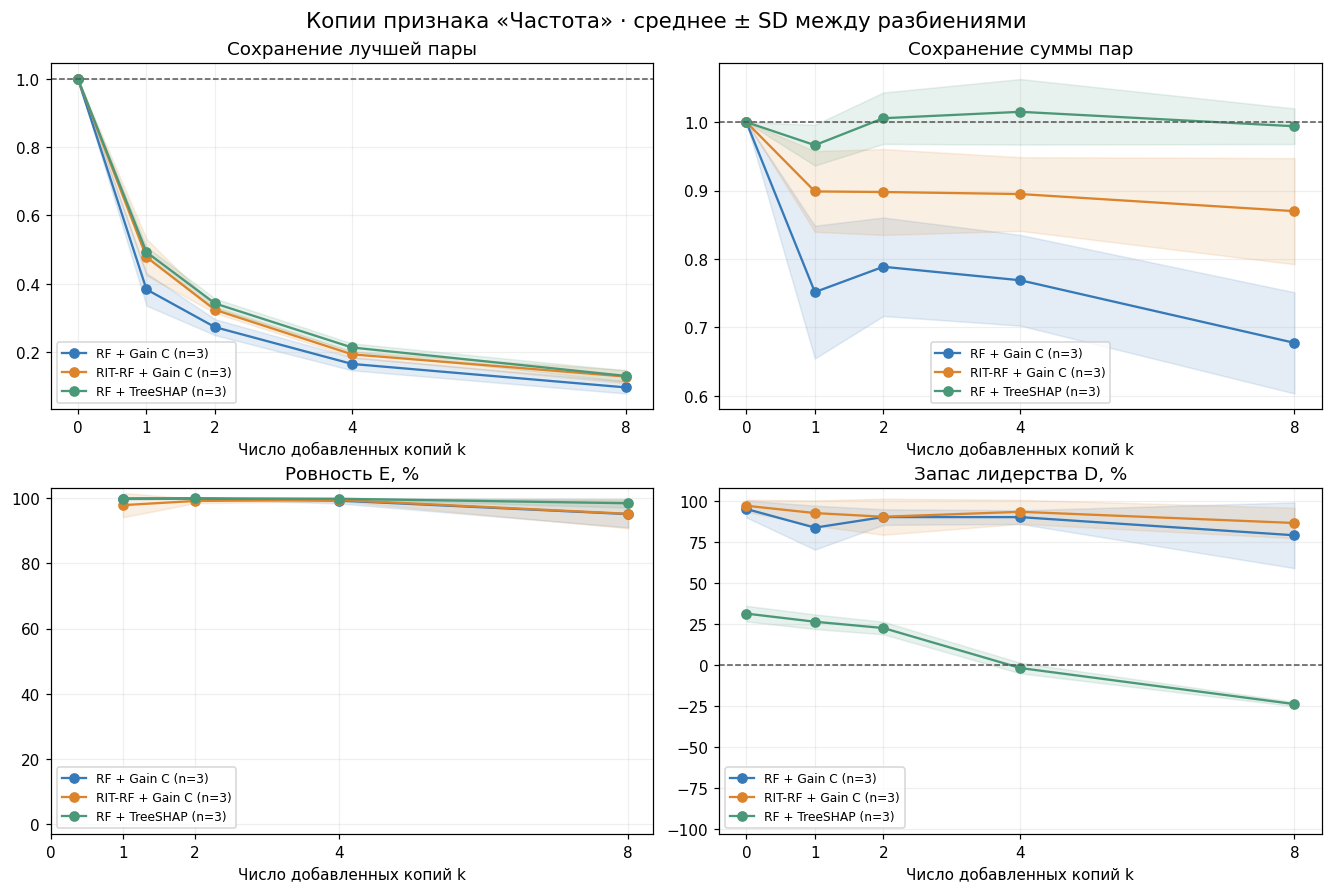 Копии признака «Частота» · среднее ± SD между разбиениями
Сохранение лучшей пары
1.0
0.8
0.6
0.4
0.2
RF + Gain C (n=3)
RIT-RF + Gain C (n=3)
RF + TreeSHAP (n=3)
0 1 2 4 8
Число добавленных копий k
Сохранение суммы пар
1.0
0.9
0.8
0.7
0.6
RF + Gain C (n=3)
RIT-RF + Gain C (n=3)
RF + TreeSHAP (n=3)
0 1 2 4 8
Число добавленных копий k
Ровность E, %
100
80
60
40
20
0
RF + Gain C (n=3)
RIT-RF + Gain C (n=3)
RF + TreeSHAP (n=3)
0 1 2 4 8
Число добавленных копий k
Запас лидерства D, %
100
75
50
25
0
−25
−50
−75
−100
RF + Gain C (n=3)
RIT-RF + Gain C (n=3)
RF + TreeSHAP (n=3)
0 1 2 4 8
Число добавленных копий k